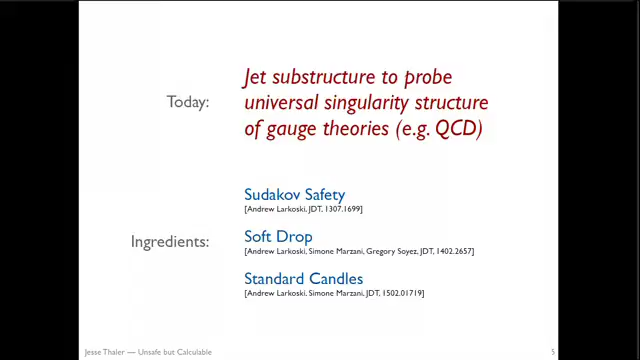 Today:
Jet substructure to probe
universal singularity structure
of gauge theories (e.g. QCD)
Ingredients:
Sudakov Safety
[Andrew Larkoski, JDT, 1307.1699]
Soft Drop
[Andrew Larkoski, Simone Marzani, Gregory Soyez, JDT, 1402.2657]
Standard Candles
[Andrew Larkoski, Simone Marzani, JDT, 1502.01719]
Jesse Thaler — Unsafe but Calculable
5